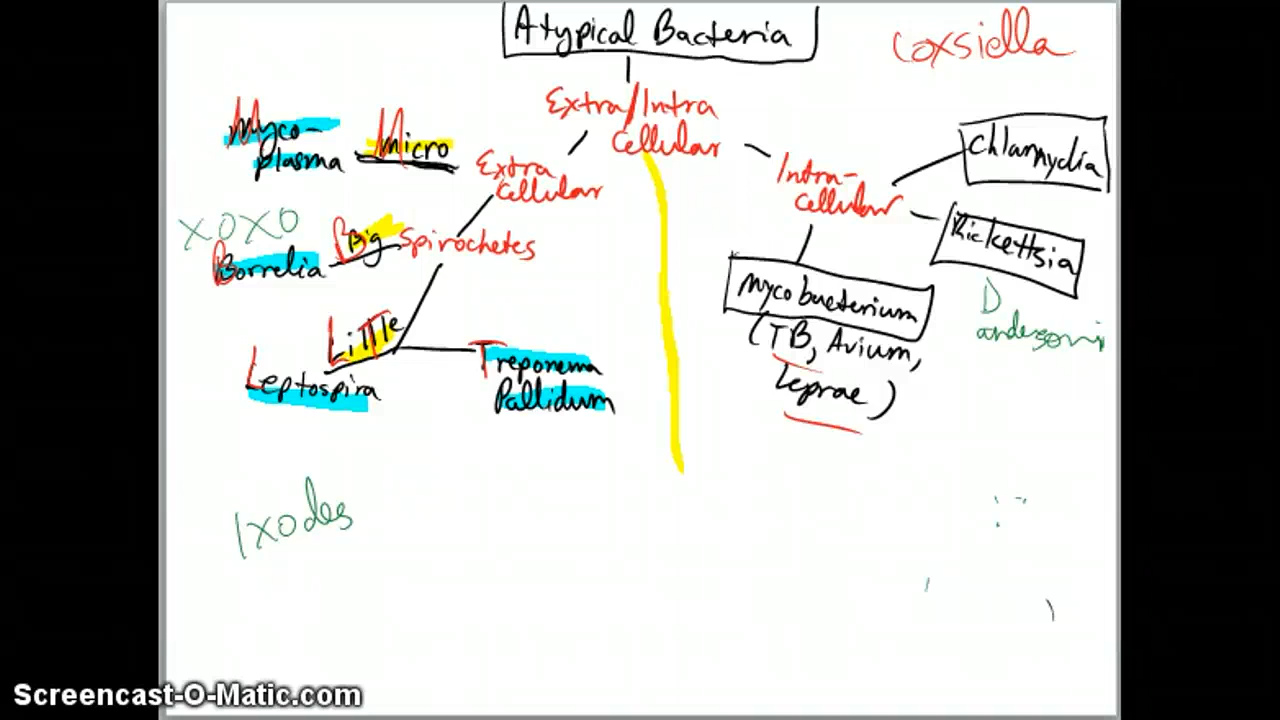 Atypical Bacteria
Coxsiella
Extra/Intra
Cellular
Myco-
plasma
Micro
Extra
Cellular
XOXO
Borrelia
Big
Spirochetes
Little
Leptospira
Treponema
Pallidum
Ixodes
Intra-
cellular
Chlamydia
Rickettsia
D
andersoni
Mycobacterium
(TB, Avium,
Leprae)
Screencast-O-Matic.com